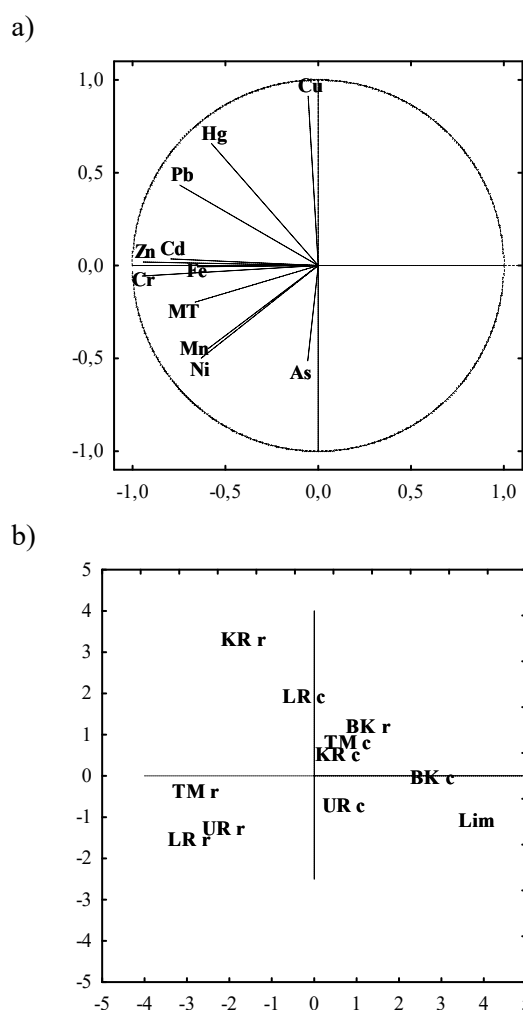 a)
1,0
Cu
Hg
0,5
Pb
Zn Cd
0,0
Fe
Cr
MT
Mn
-0,5
Ni
As
-1,0
-1,0 -0,5 0,0 0,5 1,0
b)
5
4
KR r
3
2
LR c
BK r
1
TM c
KR c
0
BK c
TM r
UR c
-1
Lim
UR r
LR r
-2
-3
-4
-5
-5 -4 -3 -2 -1 0 1 2 3 4